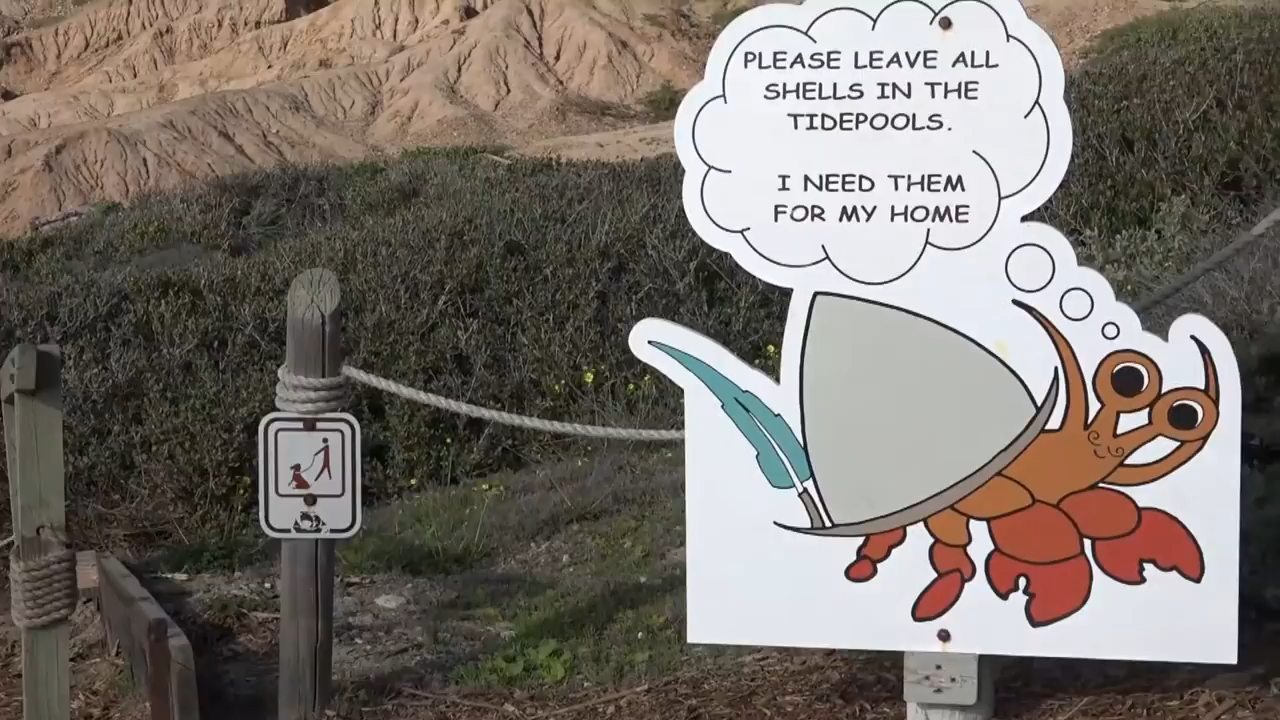 PLEASE LEAVE ALL
SHELLS IN THE
TIDEPOOLS.
I NEED THEM
FOR MY HOME